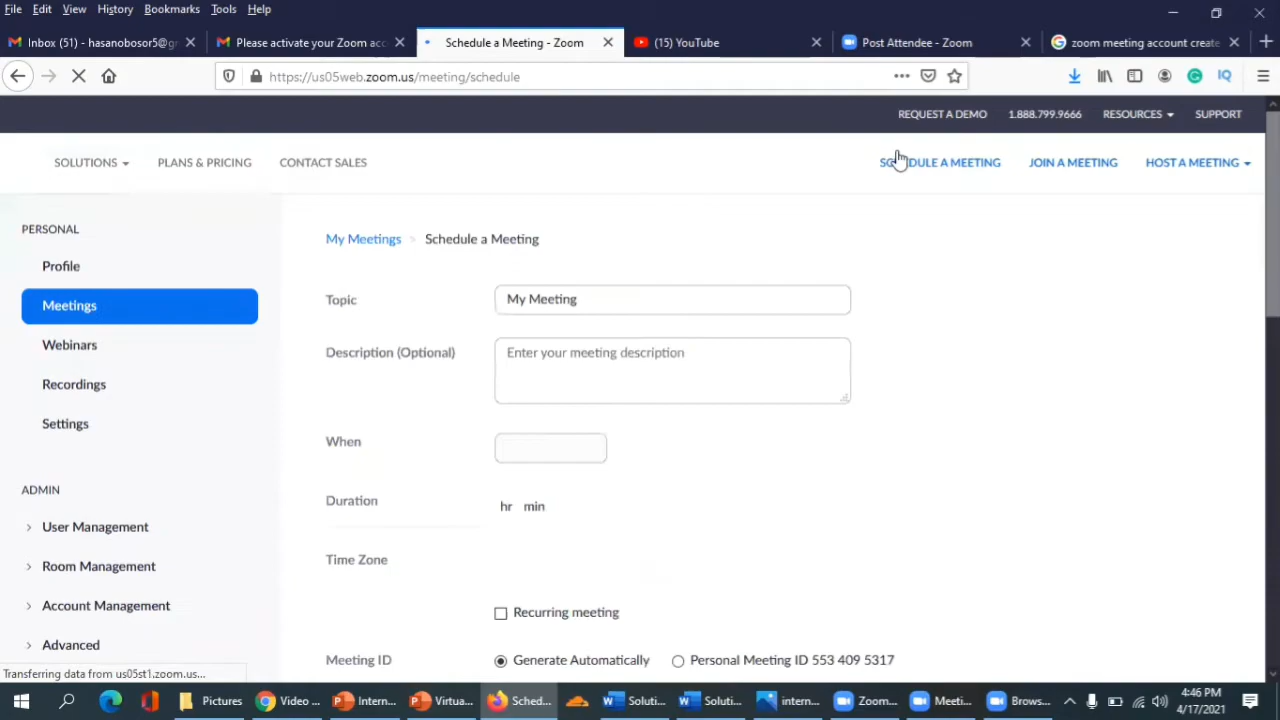 File Edit View History Bookmarks Tools Help
Inbox (51) - hasanobosor5@gr
Please activate your Zoom acc
Schedule a Meeting - Zoom
(15) YouTube
Post Attendee - Zoom
zoom meeting account create
https://us05web.zoom.us/meeting/schedule
IQ
REQUEST A DEMO 1.888.799.9666 RESOURCES SUPPORT
SOLUTIONS PLANS & PRICING CONTACT SALES SCHEDULE A MEETING JOIN A MEETING HOST A MEETING
PERSONAL
Profile
Meetings
Webinars
Recordings
Settings
ADMIN
User Management
Room Management
Account Management
Advanced
My Meetings > Schedule a Meeting
Topic My Meeting
Description (Optional) Enter your meeting description
When
Duration hr min
Time Zone
Recurring meeting
Meeting ID Generate Automatically Personal Meeting ID 553 409 5317
Transferring data from us05st1.zoom.us...
Pictures Video ... Intern... Virtua... Sched... Soluti... Soluti... intern... Zoom... Meeti... Brows...
4:46 PM
4/17/2021